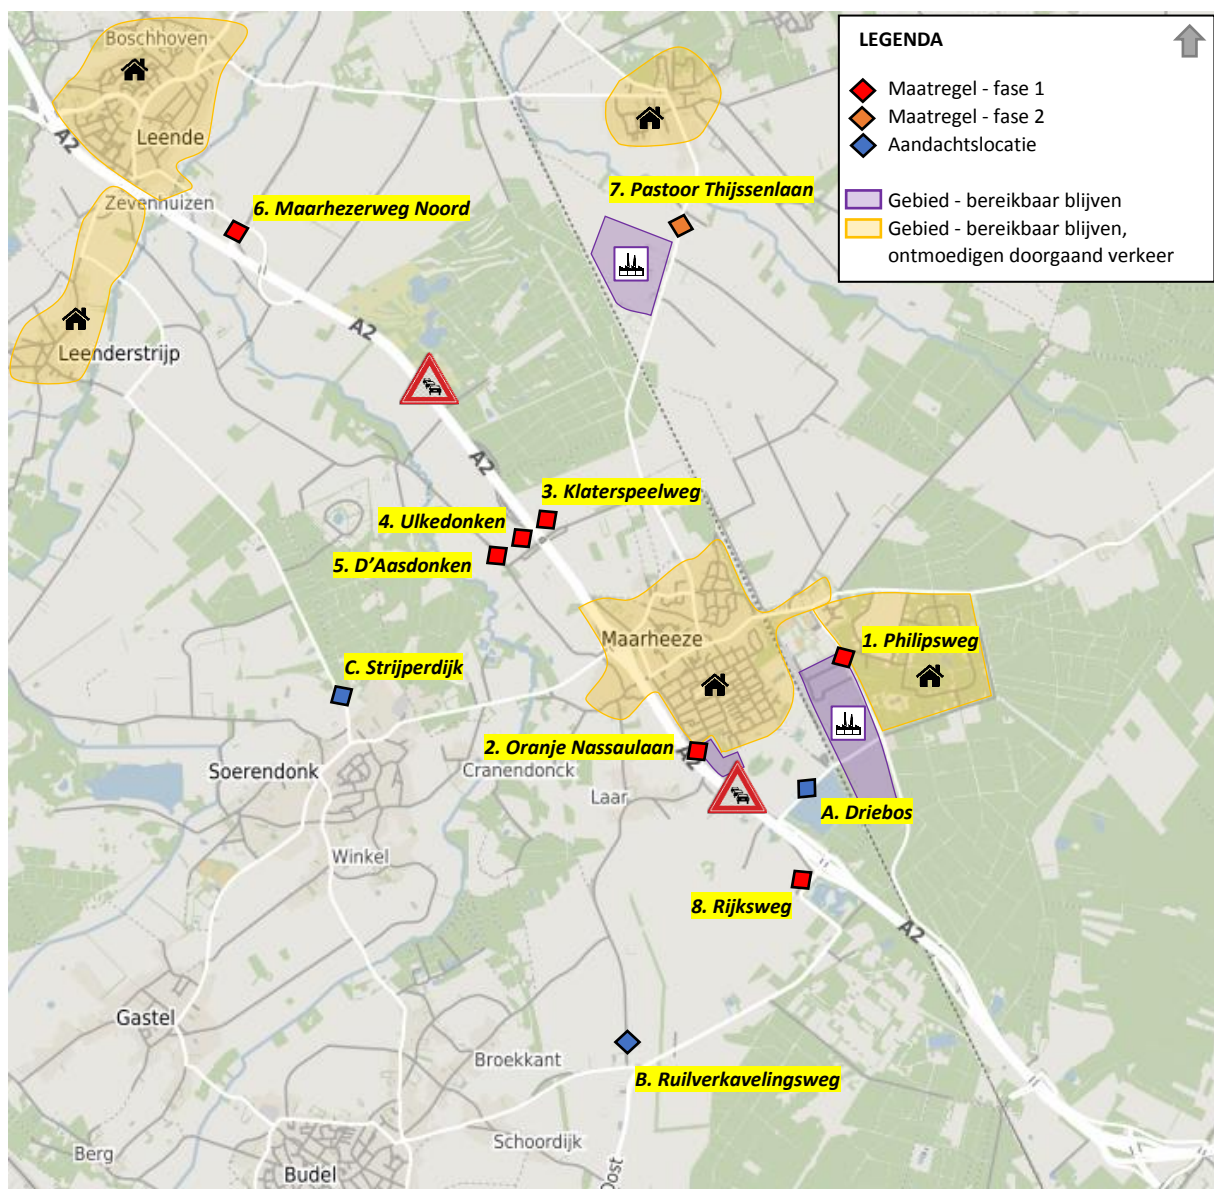 LEGENDA
Maatregel - fase 1
Maatregel - fase 2
Aandachtslocatie
Gebied - bereikbaar blijven
Gebied - bereikbaar blijven,
ontmoedigen doorgaand verkeer
Boschhoven
Leende
A2
Zevenhuizen
6. Maarhezerweg Noord
7. Pastoor Thijssenlaan
A2
Leenderstrijp
A2
3. Klaterspeelweg
4. Ulkedonken
5. D'Aasdonken
Maarheeze
1. Philipsweg
C. Strijperdijk
2. Oranje Nassaulaan
A2
Soerendonk
Cranendonck
Laar
A. Driebos
Winkel
8. Rijksweg
A2
Gastel
Broekkant
B. Ruilverkavelingsweg
Schoordijk
Berg
Budel
Oost